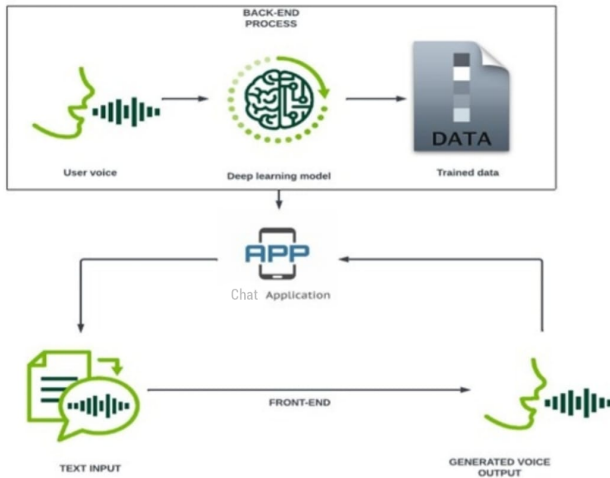 BACK-END
PROCESS
DATA
User voice
Deep learning model
Trained data
APP
Chat Application
FRONT-END
TEXT INPUT
GENERATED VOICE
OUTPUT